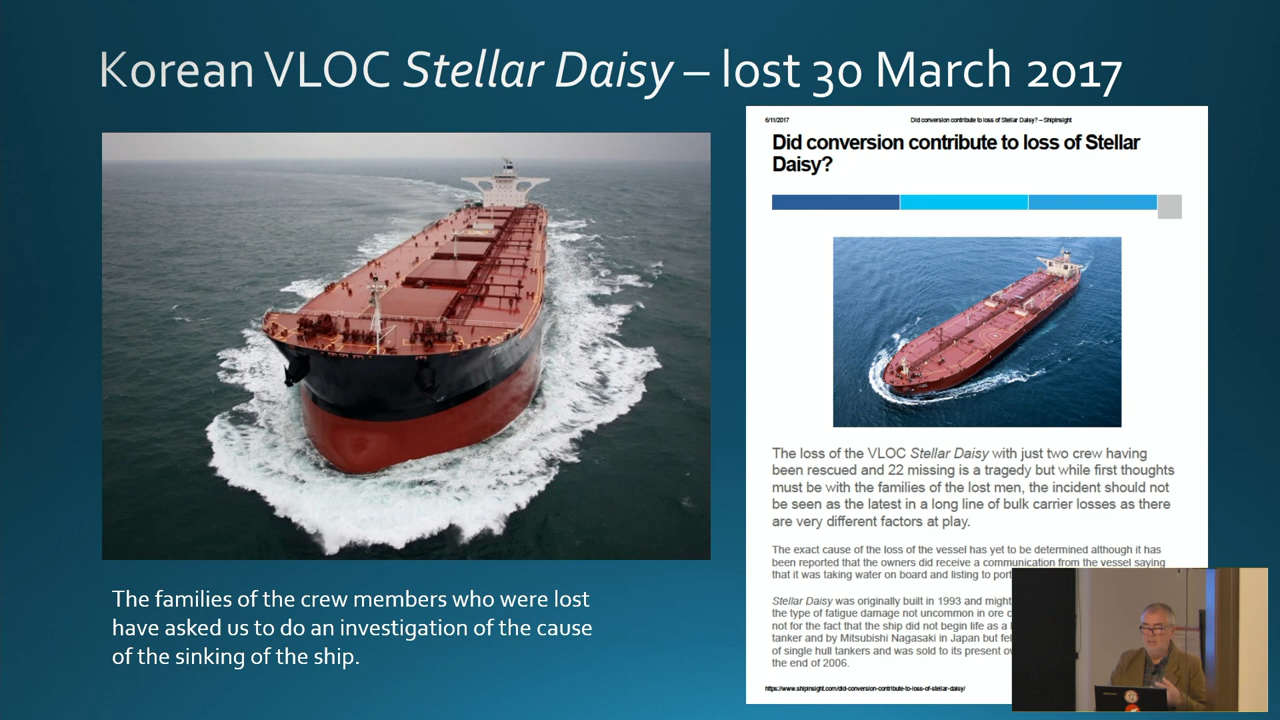 Korean VLOC Stellar Daisy – lost 30 March 2017
6/11/2017
Did conversion contribute to loss of Stellar Daisy? – ShipInsight
Did conversion contribute to loss of Stellar
Daisy?
The loss of the VLOC Stellar Daisy with just two crew having
been rescued and 22 missing is a tragedy but while first thoughts
must be with the families of the lost men, the incident should not
be seen as the latest in a long line of bulk carrier losses as there
are very different factors at play.
The exact cause of the loss of the vessel has yet to be determined although it has
been reported that the owners did receive a communication from the vessel saying
that it was taking water on board and listing to port
Stellar Daisy was originally built in 1993 and might
the type of fatigue damage not uncommon in ore
not for the fact that the ship did not begin life as a
tanker and by Mitsubishi Nagasaki in Japan but
of single hull tankers and was sold to its present
the end of 2006.
https://www.shipinsight.com/did-conversion-contribute-to-loss-of-stellar-daisy/
The families of the crew members who were lost
have asked us to do an investigation of the cause
of the sinking of the ship.